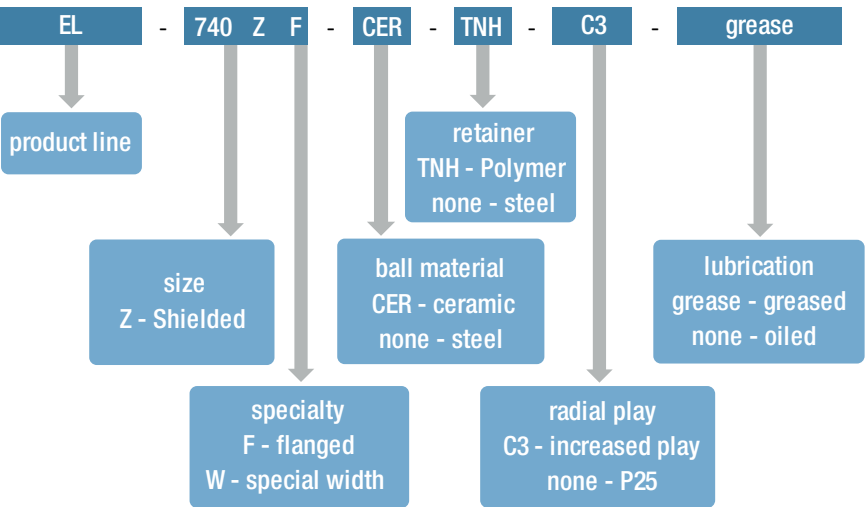 EL - 740 Z F - CER - TNH - C3 - grease
product line
retainer
TNH - Polymer
none - steel
size
Z - Shielded
ball material
CER - ceramic
none - steel
lubrication
grease - greased
none - oiled
specialty
F - flanged
W - special width
radial play
C3 - increased play
none - P25